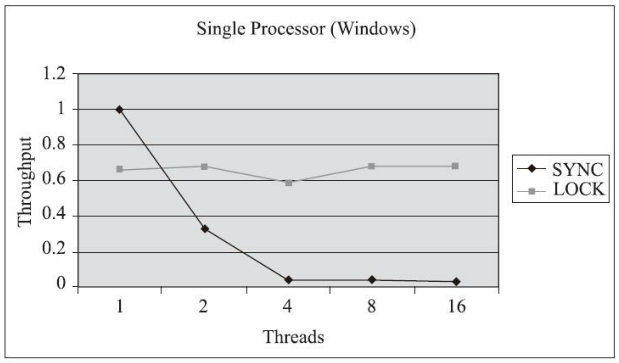 Single Processor (Windows)
1.2
1
0.8
0.6
0.4
0.2
0
Throughput
1 2 4 8 16
Threads
SYNC
LOCK